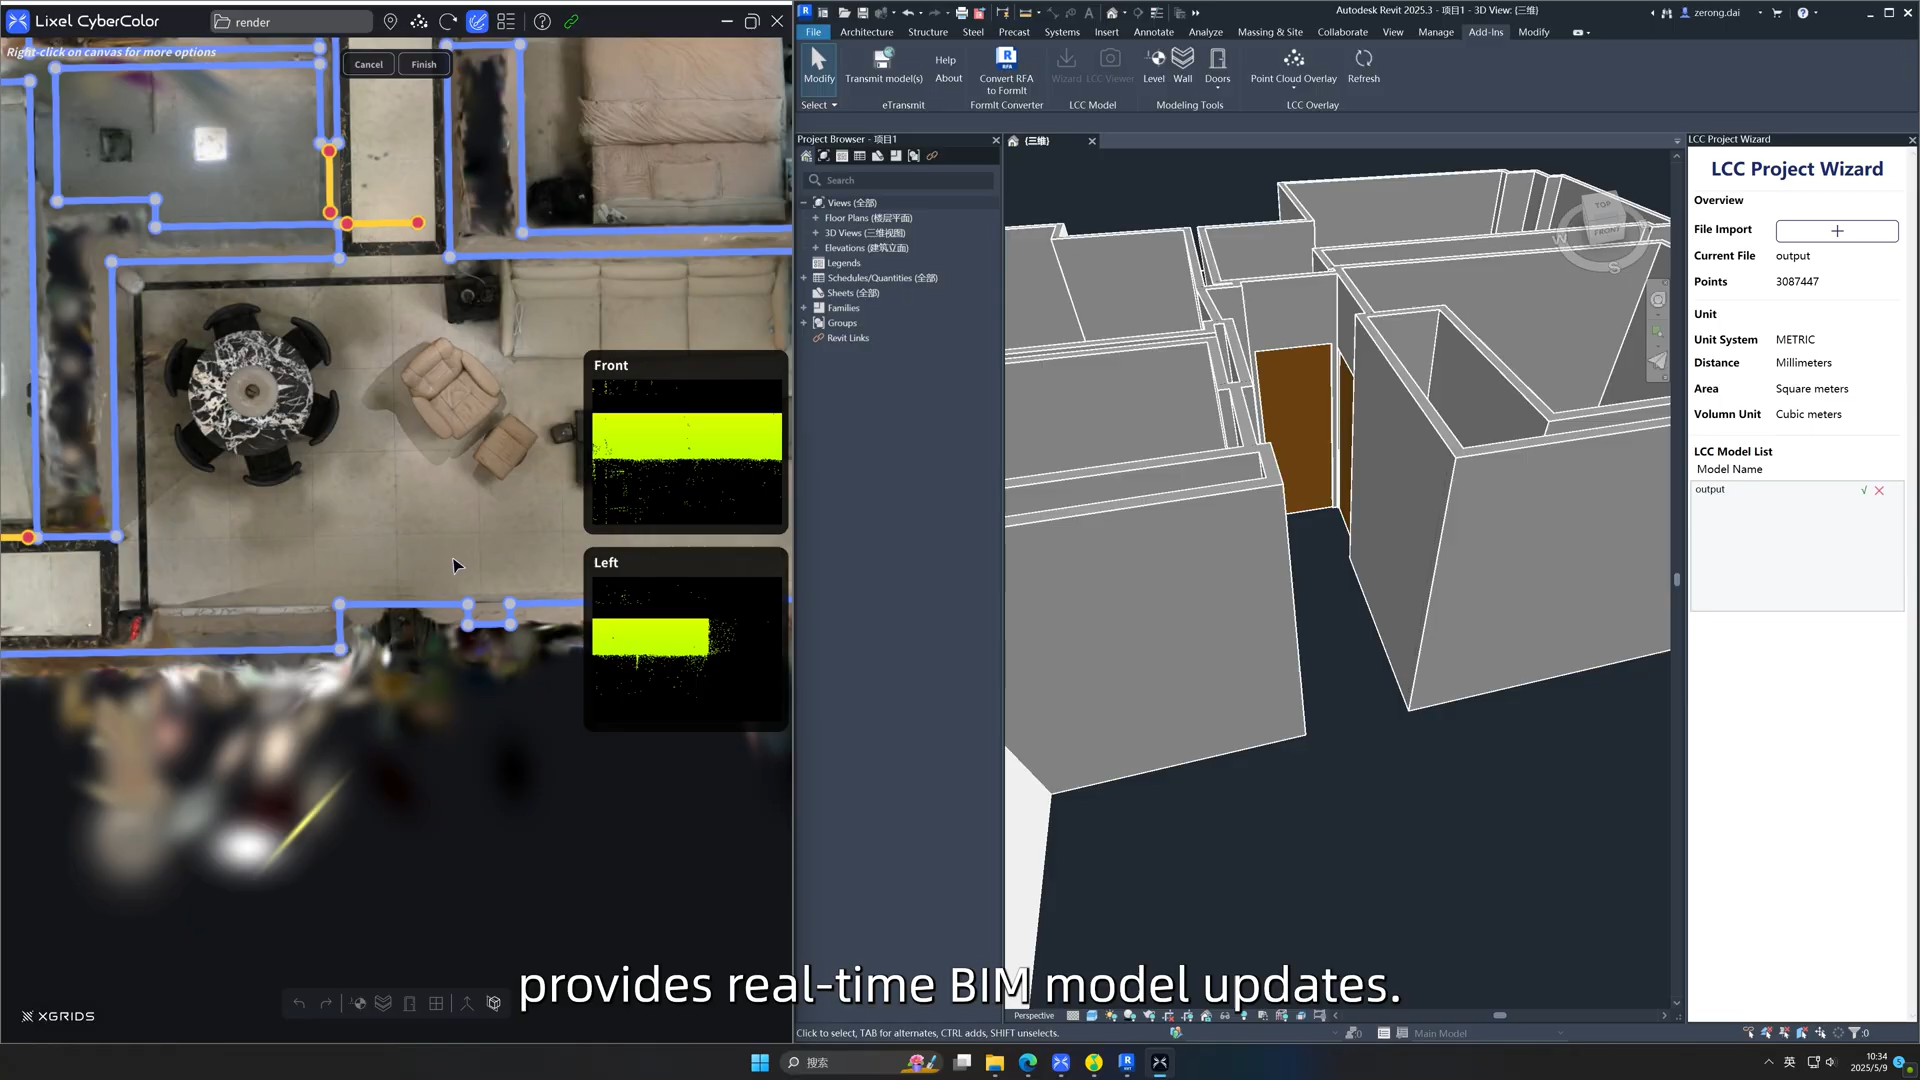 Lixel CyberColor
render
Right-click on canvas for more options
Cancel
Finish
Front
Left
XGRIDS
Autodesk Revit 2025.3 - 项目1 - 3D View: {三维}
zerong.dai
File
Architecture
Structure
Steel
Precast
Systems
Insert
Annotate
Analyze
Massing & Site
Collaborate
View
Manage
Add-Ins
Modify
Modify
Transmit model(s)
Help
About
Convert RFA
to FormIt
Wizard
LCC Viewer
Level
Wall
Doors
Point Cloud Overlay
Refresh
Select
eTransmit
FormIt Converter
LCC Model
Modeling Tools
LCC Overlay
Project Browser - 项目1
Search
Views (全部)
Floor Plans (楼层平面)
3D Views (三维视图)
Elevations (建筑立面)
Legends
Schedules/Quantities (全部)
Sheets (全部)
Families
Groups
Revit Links
{三维}
TOP
FRONT
W
S
LCC Project Wizard
LCC Project Wizard
Overview
File Import
Current File output
Points 3087447
Unit
Unit System METRIC
Distance Millimeters
Area Square meters
Volumn Unit Cubic meters
LCC Model List
Model Name
output
provides real-time BIM model updates.
Perspective
Click to select, TAB for alternates, CTRL adds, SHIFT unselects.
:0
Main Model
:0
搜索
英
10:34
2025/5/9